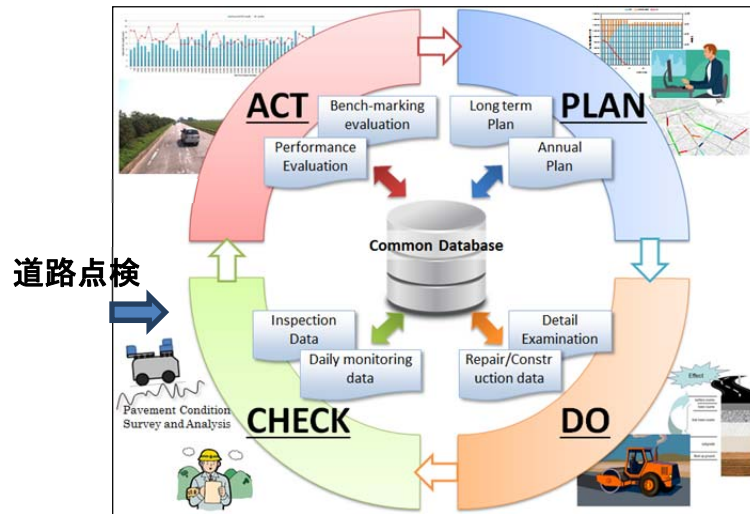 ACT
Bench-marking
evaluation
Performance
Evaluation
PLAN
Long term
Plan
Annual
Plan
Common Database
道路点検
Inspection
Data
Daily monitoring
data
Detail
Examination
Repair/Constr
uction data
Pavement Condition
Survey and Analysis
CHECK
DO
Effect